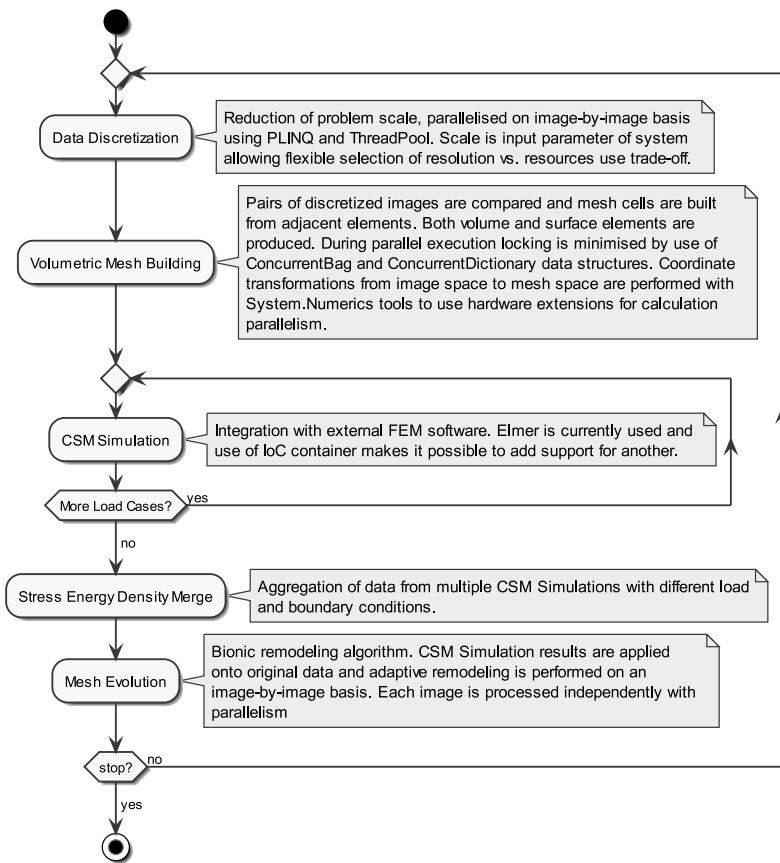 Data Discretization
Reduction of problem scale, parallelised on image-by-image basis
using PLINQ and ThreadPool. Scale is input parameter of system
allowing flexible selection of resolution vs. resources use trade-off.
Volumetric Mesh Building
Pairs of discretized images are compared and mesh cells are built
from adjacent elements. Both volume and surface elements are
produced. During parallel execution locking is minimised by use of
ConcurrentBag and ConcurrentDictionary data structures. Coordinate
transformations from image space to mesh space are performed with
System.Numerics tools to use hardware extensions for calculation
parallelism.
CSM Simulation
Integration with external FEM software. Elmer is currently used and
use of IoC container makes it possible to add support for another.
More Load Cases?
yes
no
Stress Energy Density Merge
Aggregation of data from multiple CSM Simulations with different load
and boundary conditions.
Mesh Evolution
Bionic remodeling algorithm. CSM Simulation results are applied
onto original data and adaptive remodeling is performed on an
image-by-image basis. Each image is processed independently with
parallelism
stop?
no
yes